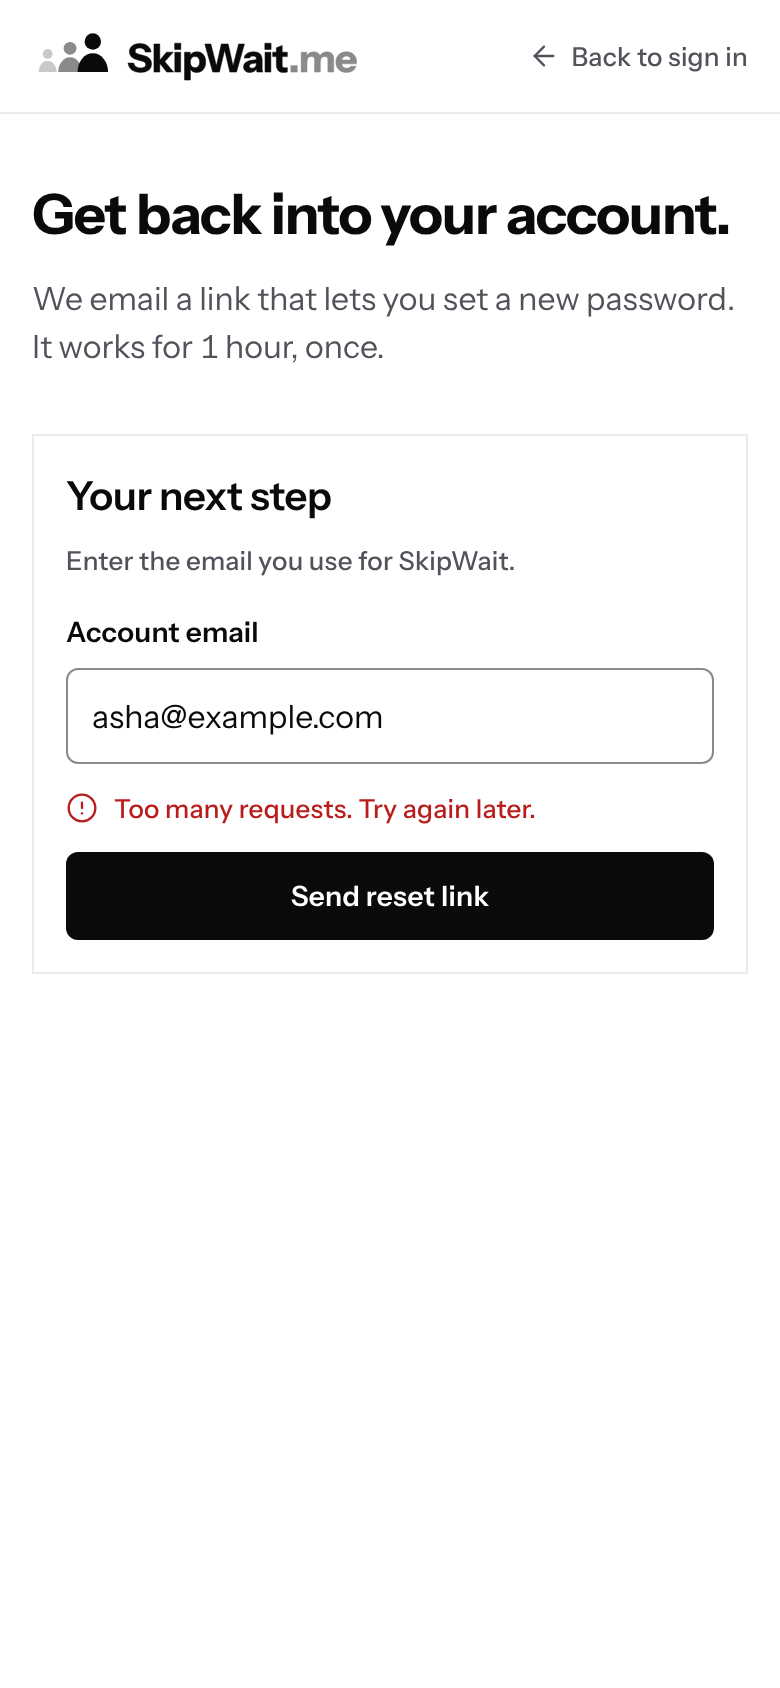 SkipWait.me
← Back to sign in
Get back into your account.
We email a link that lets you set a new password.
It works for 1 hour, once.
Your next step
Enter the email you use for SkipWait.
Account email
asha@example.com
Too many requests. Try again later.
Send reset link